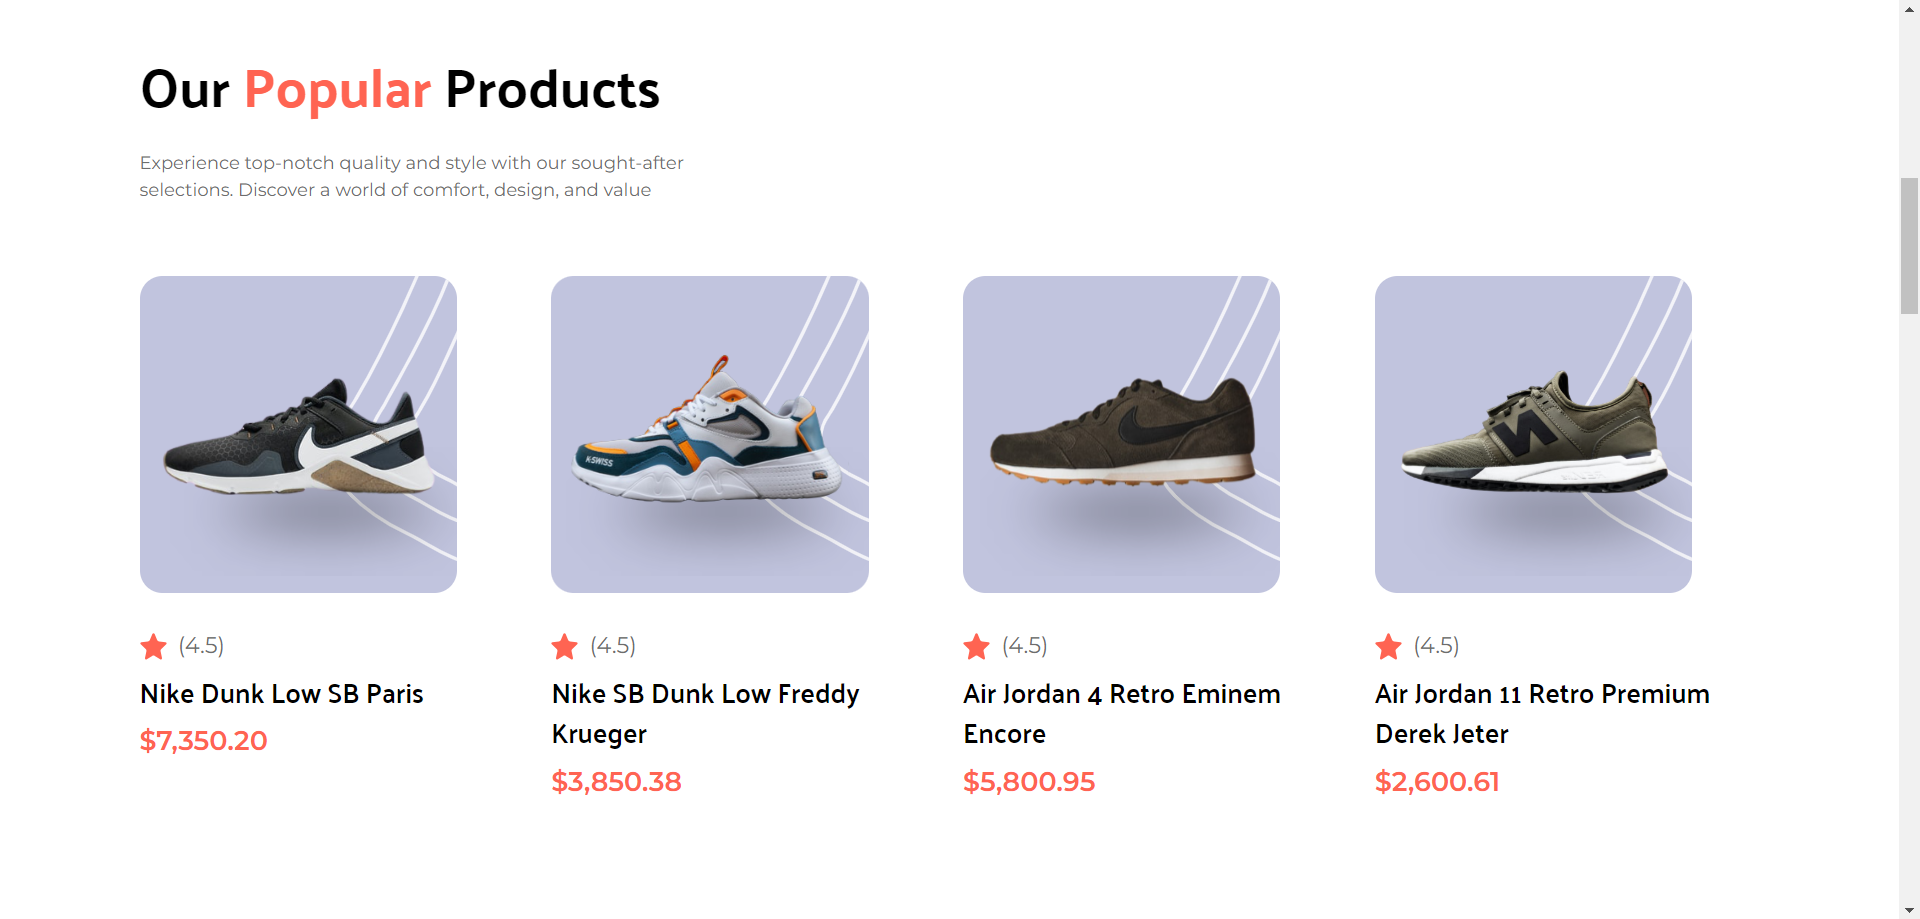 Our Popular Products
Experience top-notch quality and style with our sought-after
selections. Discover a world of comfort, design, and value
K-SWISS
N
(4.5)
Nike Dunk Low SB Paris
$7,350.20
(4.5)
Nike SB Dunk Low Freddy
Krueger
$3,850.38
(4.5)
Air Jordan 4 Retro Eminem
Encore
$5,800.95
(4.5)
Air Jordan 11 Retro Premium
Derek Jeter
$2,600.61